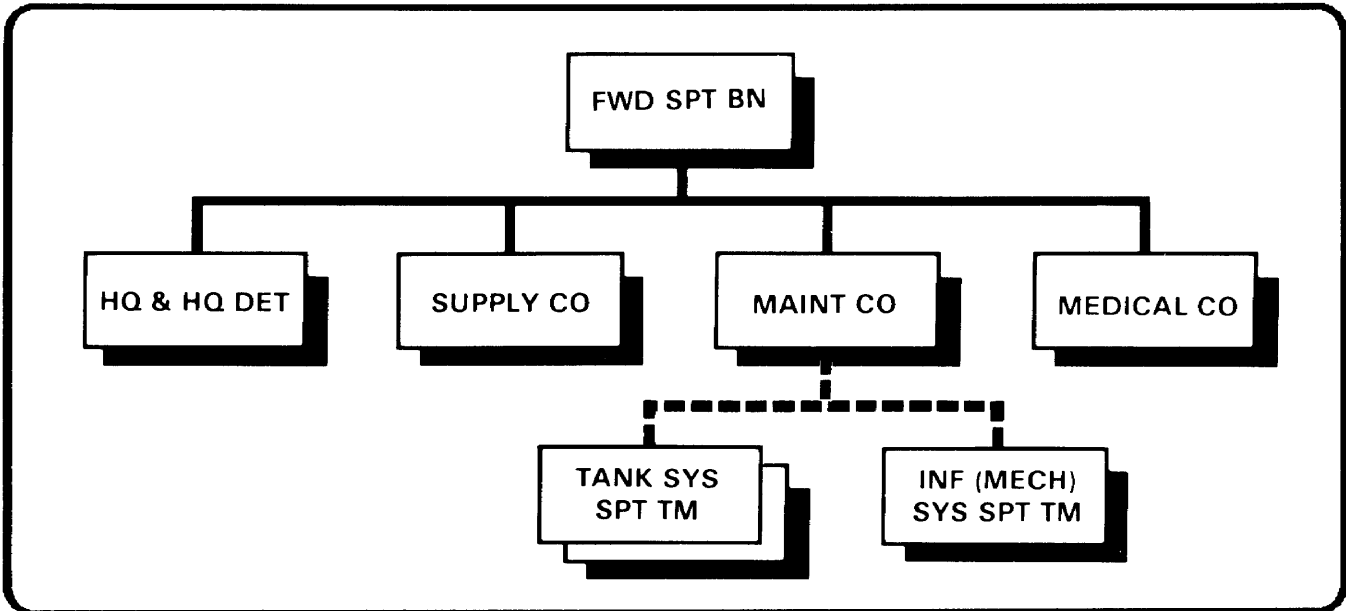 FWD SPT BN
HQ & HQ DET
SUPPLY CO
MAINT CO
MEDICAL CO
TANK SYS
SPT TM
INF (MECH)
SYS SPT TM